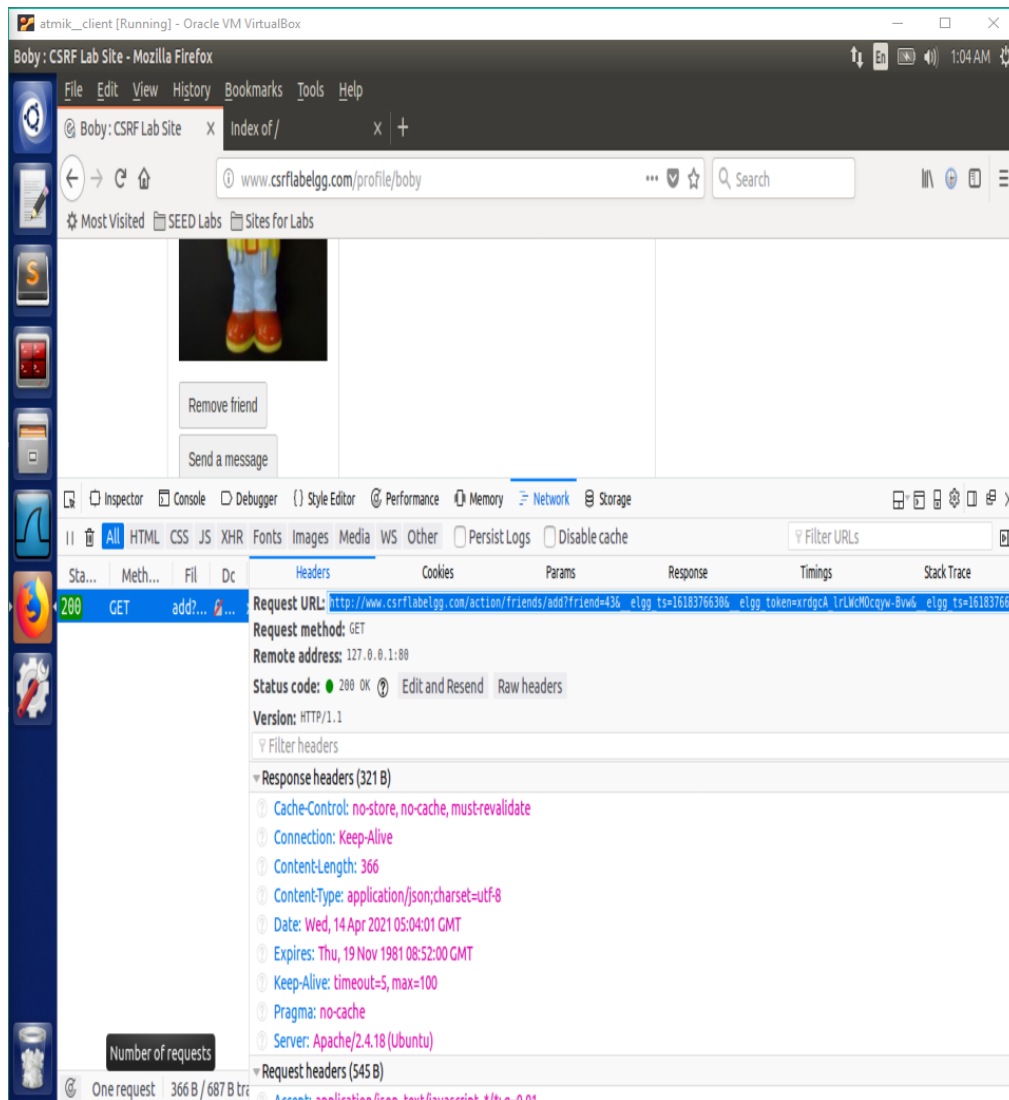 atmik__client [Running] - Oracle VM VirtualBox
Boby : CSRF Lab Site - Mozilla Firefox
En 1:04 AM
File Edit View History Bookmarks Tools Help
Boby : CSRF Lab Site X Index of / × +
www.csrflabelgg.com/profile/boby Search
Most Visited SEED Labs Sites for Labs
Remove friend
Send a message
Inspector Console Debugger {} Style Editor Performance Memory Network Storage
All HTML CSS JS XHR Fonts Images Media WS Other Persist Logs Disable cache Filter URLs
Sta... Meth... Fil Dc Headers Cookies Params Response Timings Stack Trace
200 GET add?... ...
Request URL: http://www.csrflabelgg.com/action/friends/add?friend=43&__elgg_ts=1618376630&__elgg_token=xrdgcA_lrLWcMOcqyw-Bvw&__elgg_ts=16183766
Request method: GET
Remote address: 127.0.0.1:80
Status code: 200 OK Edit and Resend Raw headers
Version: HTTP/1.1
Filter headers
Response headers (321 B)
Cache-Control: no-store, no-cache, must-revalidate
Connection: Keep-Alive
Content-Length: 366
Content-Type: application/json;charset=utf-8
Date: Wed, 14 Apr 2021 05:04:01 GMT
Expires: Thu, 19 Nov 1981 08:52:00 GMT
Keep-Alive: timeout=5, max=100
Pragma: no-cache
Server: Apache/2.4.18 (Ubuntu)
Number of requests
Request headers (545 B)
One request 366 B / 687 B tra